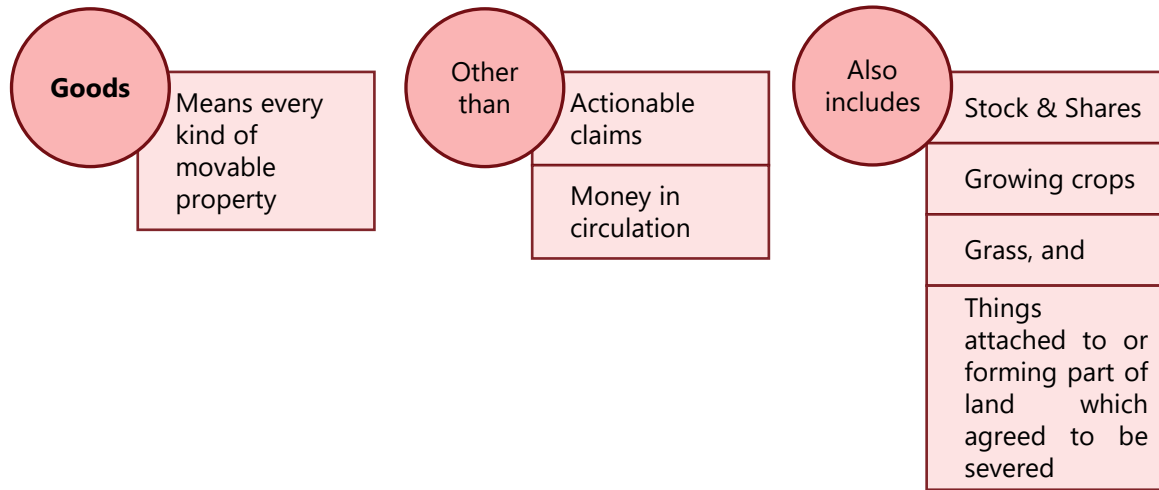 Goods
Means every
kind of
movable
property
Other
than
Actionable
claims
Money in
circulation
Also
includes
Stock & Shares
Growing crops
Grass, and
Things
attached to or
forming part of
land which
agreed to be
severed